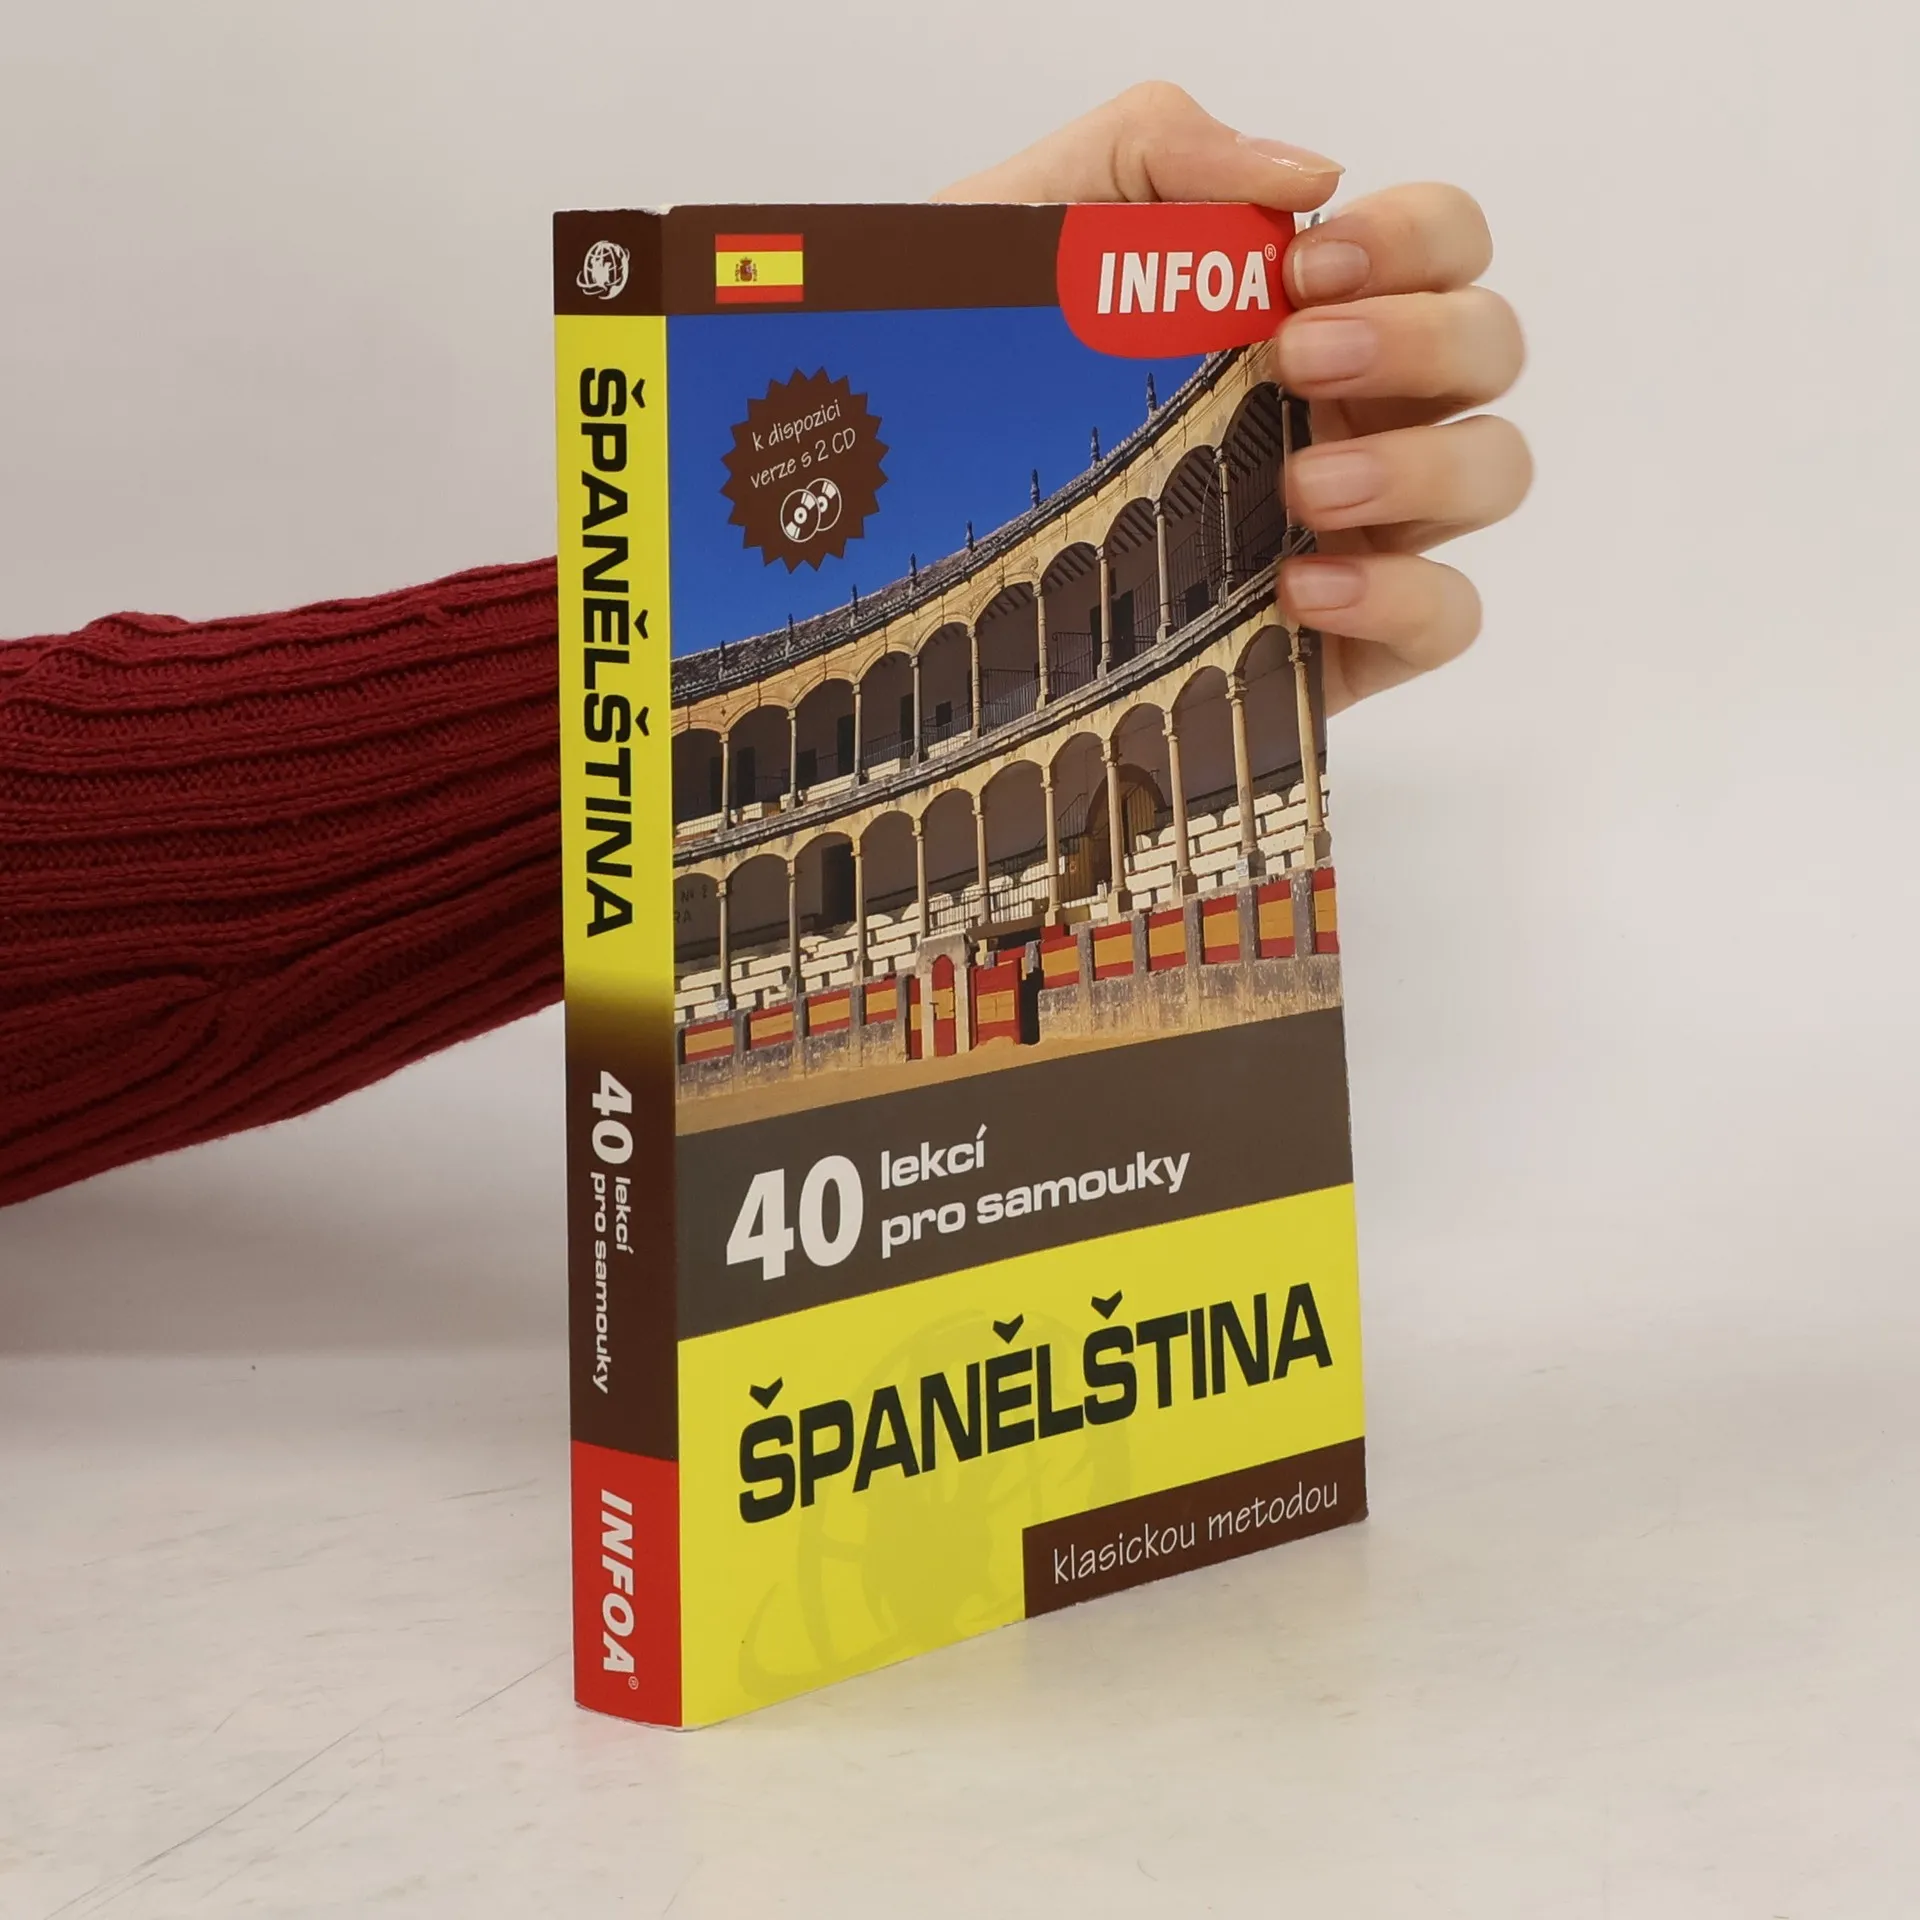 INFOA®
k dispozici
verze s 2 CD
40 lekcí
pro samouky
ŠPANĚLŠTINA
klasickou metodou
ŠPANĚLŠTINA
40 lekcí
pro samouky
INFOA®